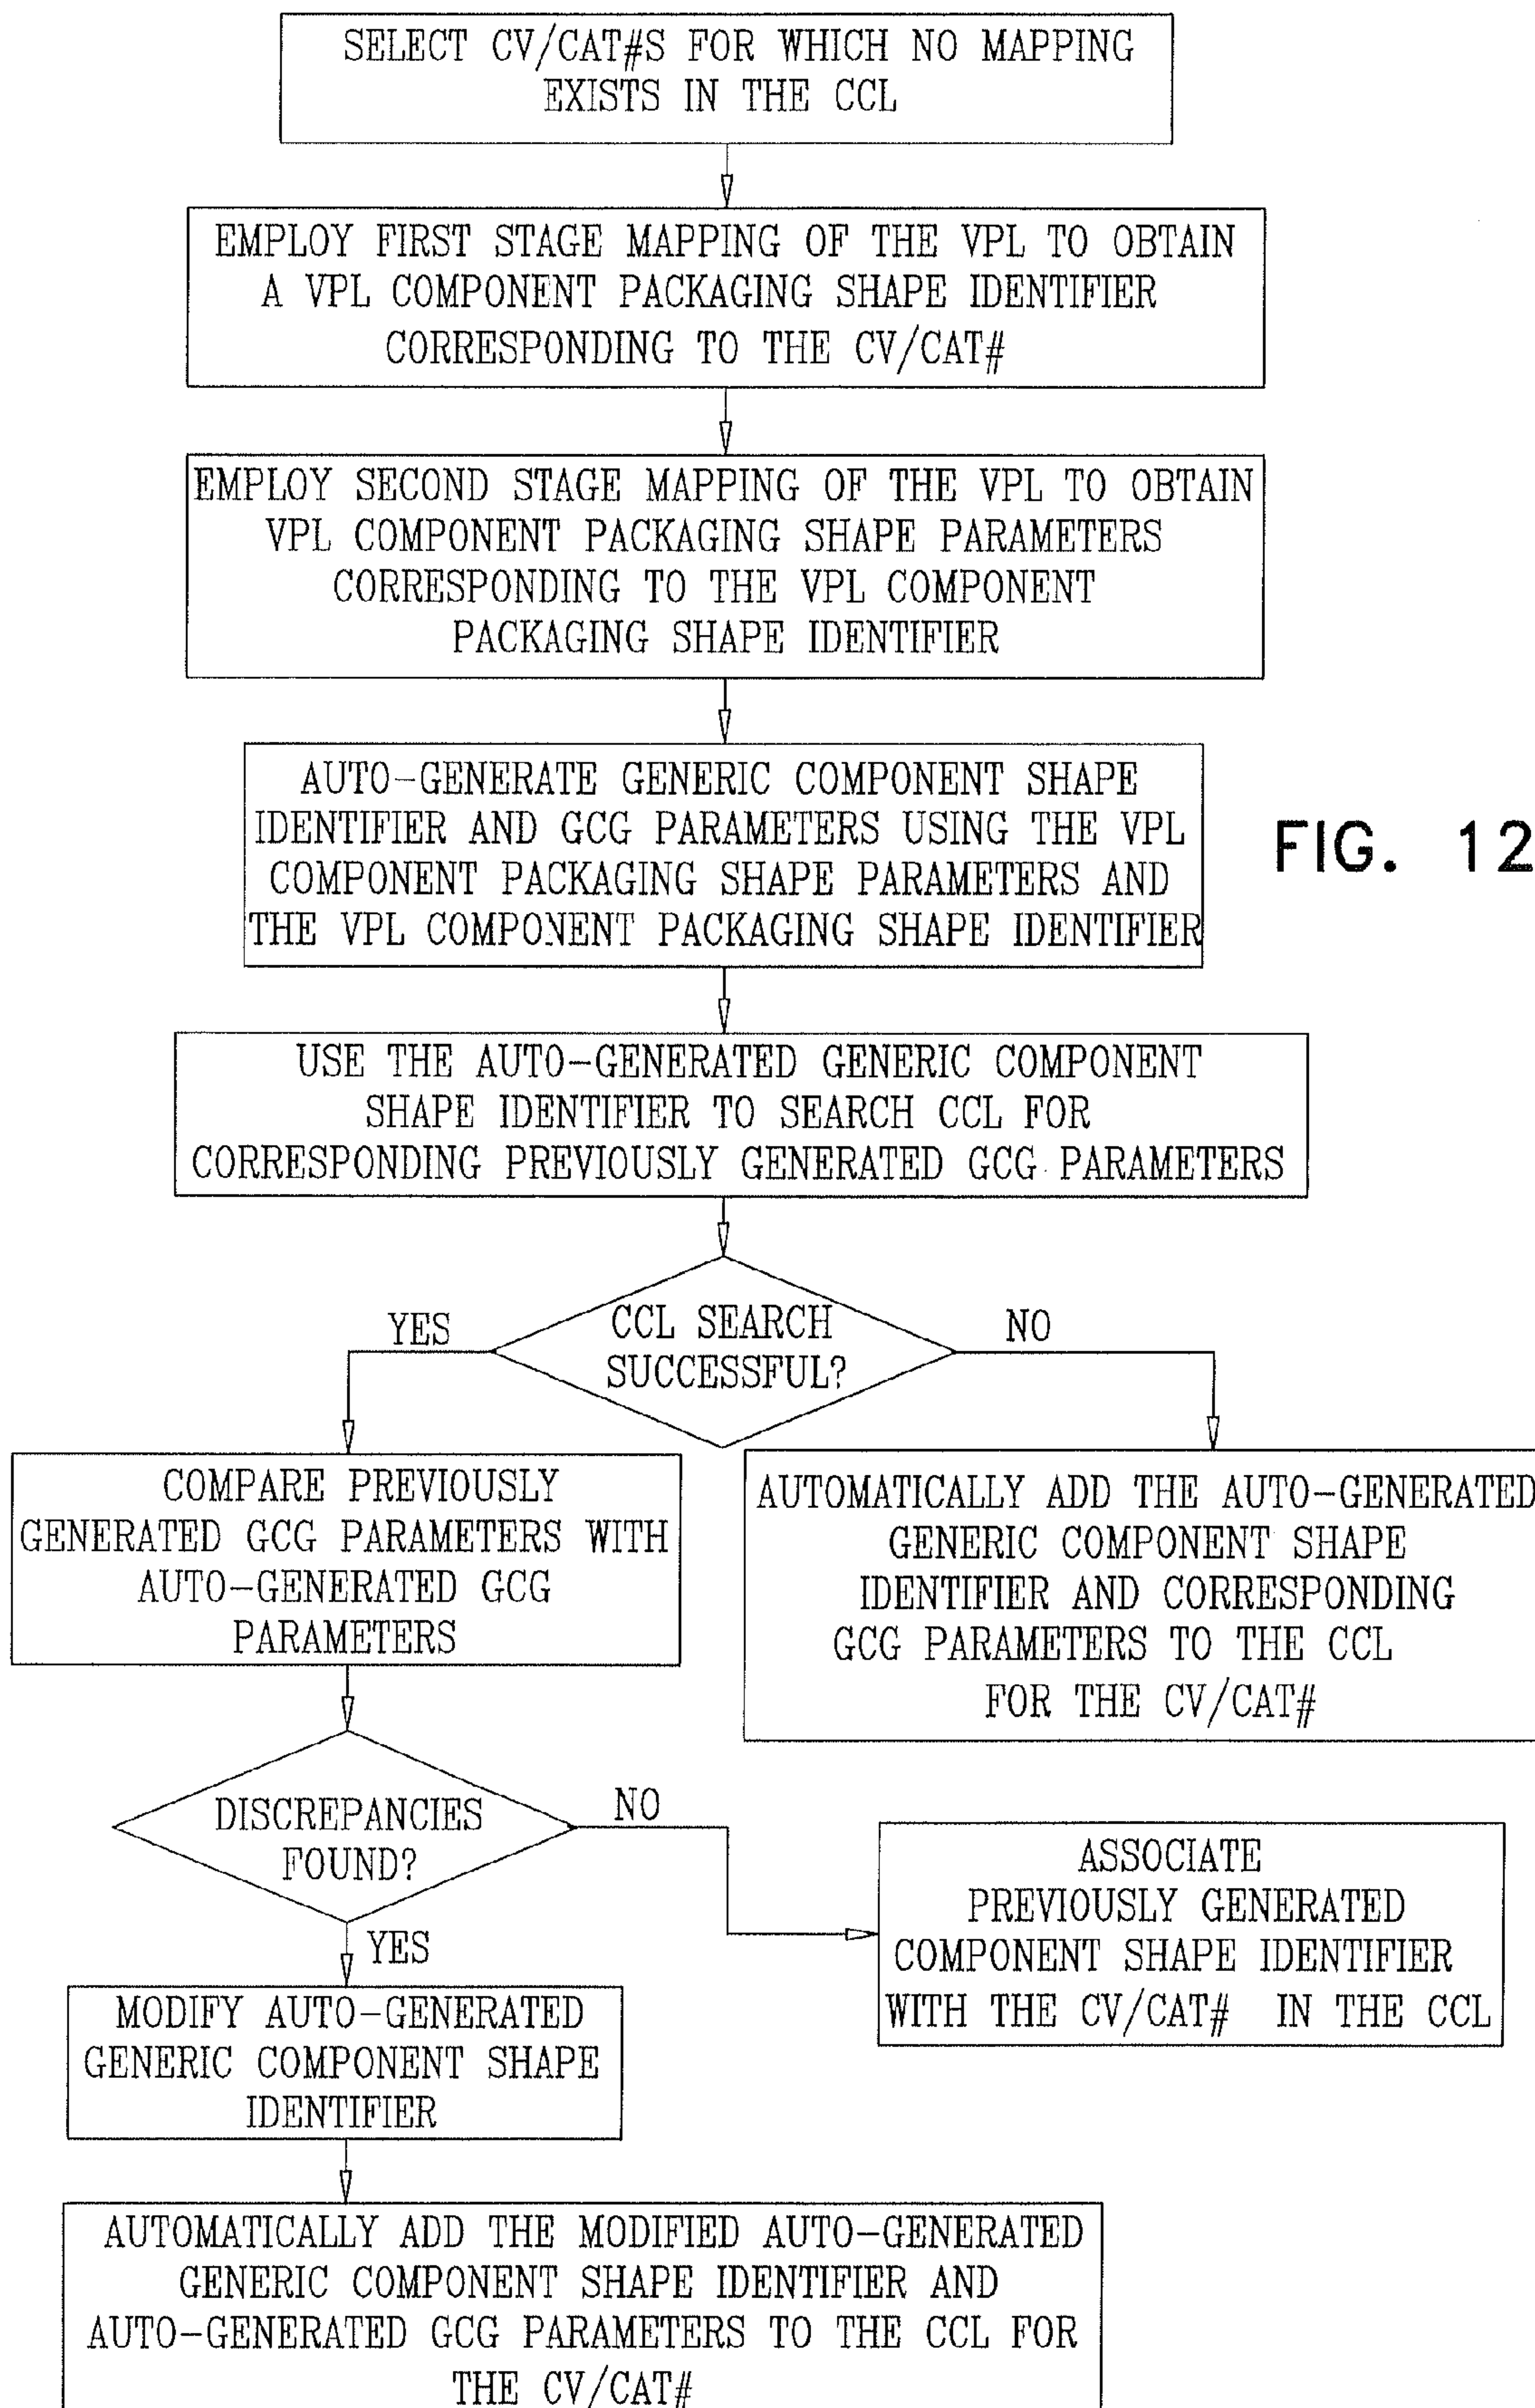 SELECT CV/CAT#S FOR WHICH NO MAPPING
EXISTS IN THE CCL
EMPLOY FIRST STAGE MAPPING OF THE VPL TO OBTAIN
A VPL COMPONENT PACKAGING SHAPE IDENTIFIER
CORRESPONDING TO THE CV/CAT#
EMPLOY SECOND STAGE MAPPING OF THE VPL TO OBTAIN
VPL COMPONENT PACKAGING SHAPE PARAMETERS
CORRESPONDING TO THE VPL COMPONENT
PACKAGING SHAPE IDENTIFIER
AUTO-GENERATE GENERIC COMPONENT SHAPE
IDENTIFIER AND GCG PARAMETERS USING THE VPL
COMPONENT PACKAGING SHAPE PARAMETERS AND
THE VPL COMPONENT PACKAGING SHAPE IDENTIFIER
FIG. 12
USE THE AUTO-GENERATED GENERIC COMPONENT
SHAPE IDENTIFIER TO SEARCH CCL FOR
CORRESPONDING PREVIOUSLY GENERATED GCG PARAMETERS
CCL SEARCH
SUCCESSFUL?
YES
NO
COMPARE PREVIOUSLY
GENERATED GCG PARAMETERS WITH
AUTO-GENERATED GCG
PARAMETERS
AUTOMATICALLY ADD THE AUTO-GENERATED
GENERIC COMPONENT SHAPE
IDENTIFIER AND CORRESPONDING
GCG PARAMETERS TO THE CCL
FOR THE CV/CAT#
DISCREPANCIES
FOUND?
NO
YES
ASSOCIATE
PREVIOUSLY GENERATED
COMPONENT SHAPE IDENTIFIER
WITH THE CV/CAT# IN THE CCL
MODIFY AUTO-GENERATED
GENERIC COMPONENT SHAPE
IDENTIFIER
AUTOMATICALLY ADD THE MODIFIED AUTO-GENERATED
GENERIC COMPONENT SHAPE IDENTIFIER AND
AUTO-GENERATED GCG PARAMETERS TO THE CCL FOR
THE CV/CAT#